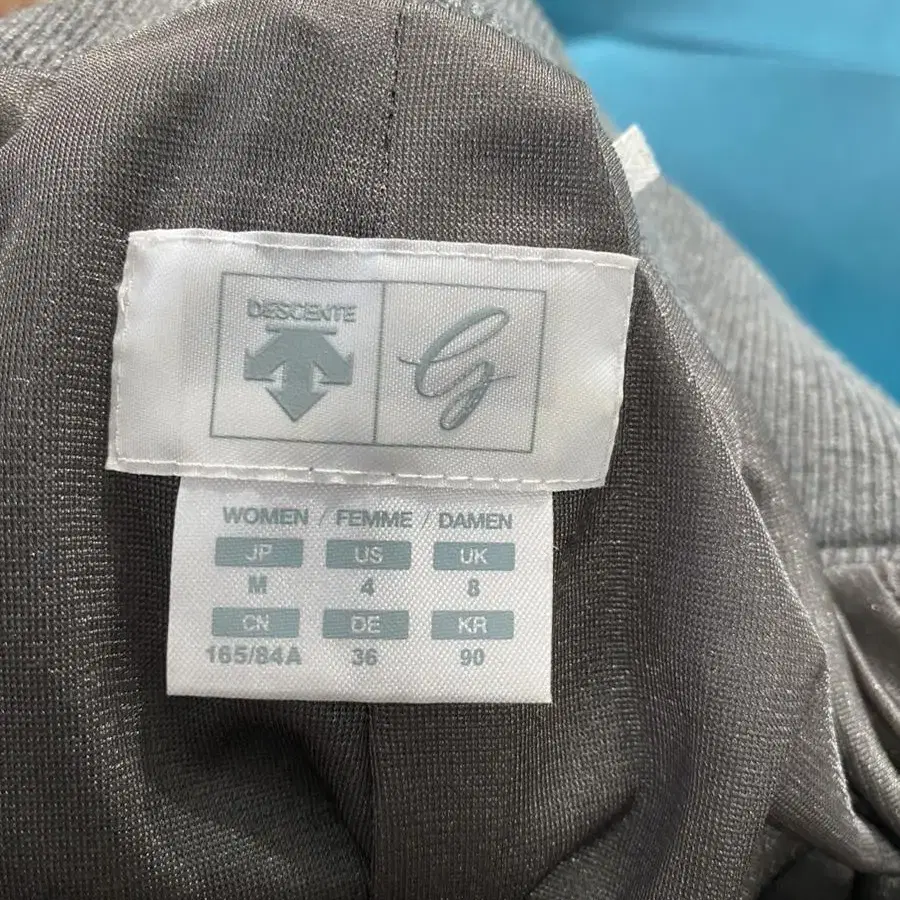 DESCENTE
G
WOMEN / FEMME / DAMEN
JP US UK
M 4 8
CN DE KR
165/84A 36 90